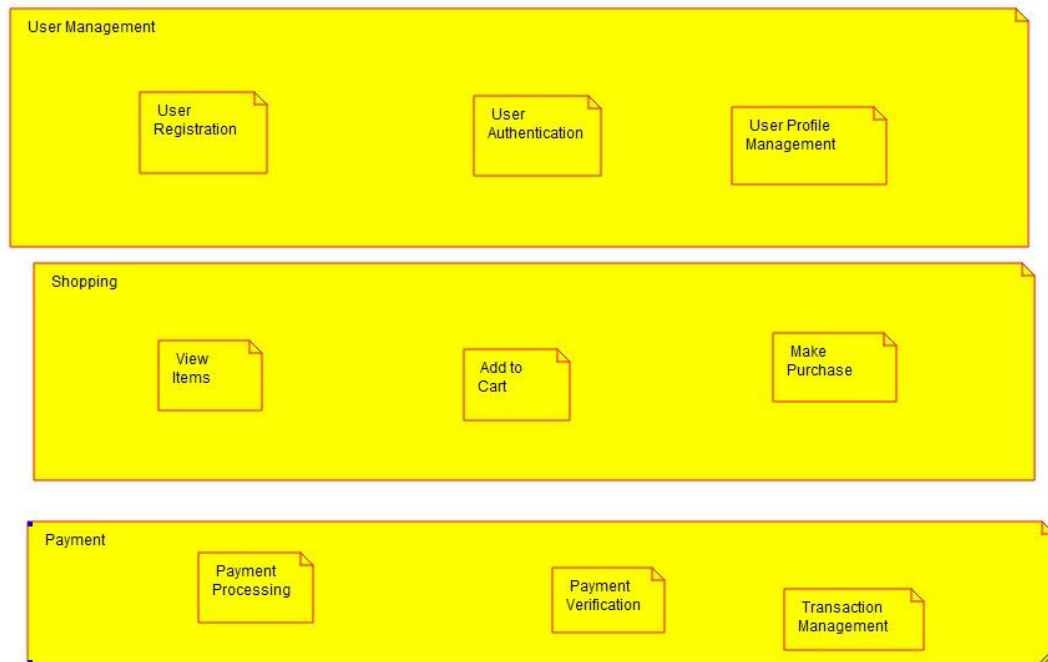 User Management
User
Registration
User
Authentication
User Profile
Management
Shopping
View
Items
Add to
Cart
Make
Purchase
Payment
Payment
Processing
Payment
Verification
Transaction
Management